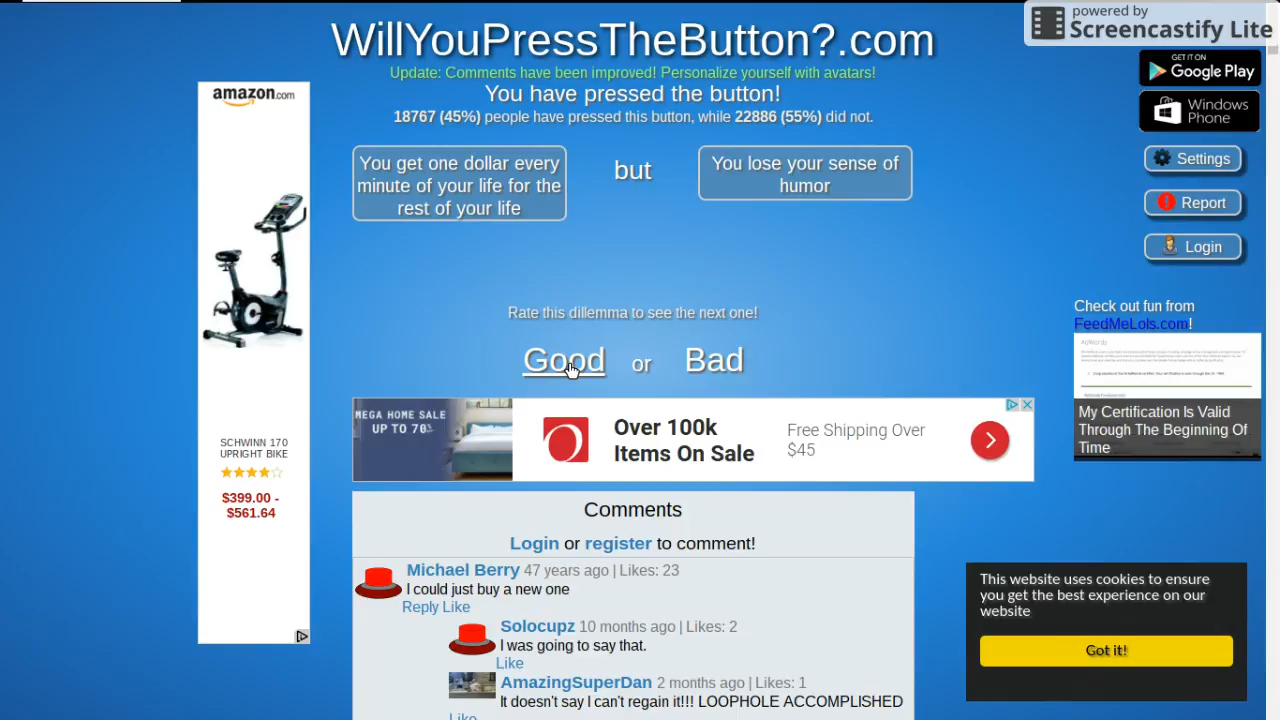 powered by
Screencastify Lite
WillYouPressTheButton?.com
Update: Comments have been improved! Personalize yourself with avatars!
You have pressed the button!
18767 (45%) people have pressed this button, while 22886 (55%) did not.
You get one dollar every
minute of your life for the
rest of your life
but
You lose your sense of
humor
GET IT ON
Google Play
Windows
Phone
Settings
Report
Login
amazon.com
SCHWINN 170
UPRIGHT BIKE
$399.00 -
$561.64
Rate this dillemma to see the next one!
Good or Bad
Check out fun from
FeedMeLols.com!
AdWords
My Certification Is Valid
Through The Beginning Of
Time
MEGA HOME SALE
UP TO 70%
Over 100k
Items On Sale
Free Shipping Over
$45
Comments
Login or register to comment!
Michael Berry 47 years ago | Likes: 23
I could just buy a new one
Reply Like
Solocupz 10 months ago | Likes: 2
I was going to say that.
Like
AmazingSuperDan 2 months ago | Likes: 1
It doesn't say I can't regain it!!! LOOPHOLE ACCOMPLISHED
Like
This website uses cookies to ensure
you get the best experience on our
website
Got it!